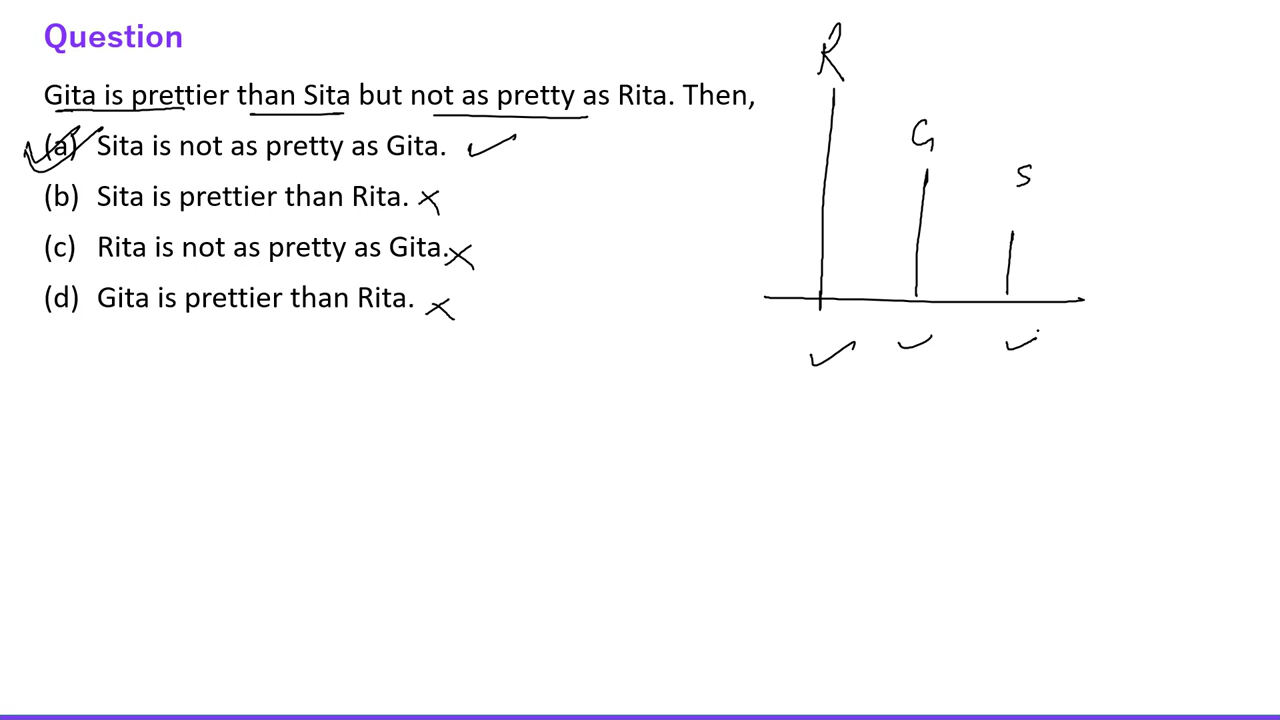 Question
Gita is prettier than Sita but not as pretty as Rita. Then,
(a) Sita is not as pretty as Gita.
(b) Sita is prettier than Rita.
(c) Rita is not as pretty as Gita.
(d) Gita is prettier than Rita.
R
G
S